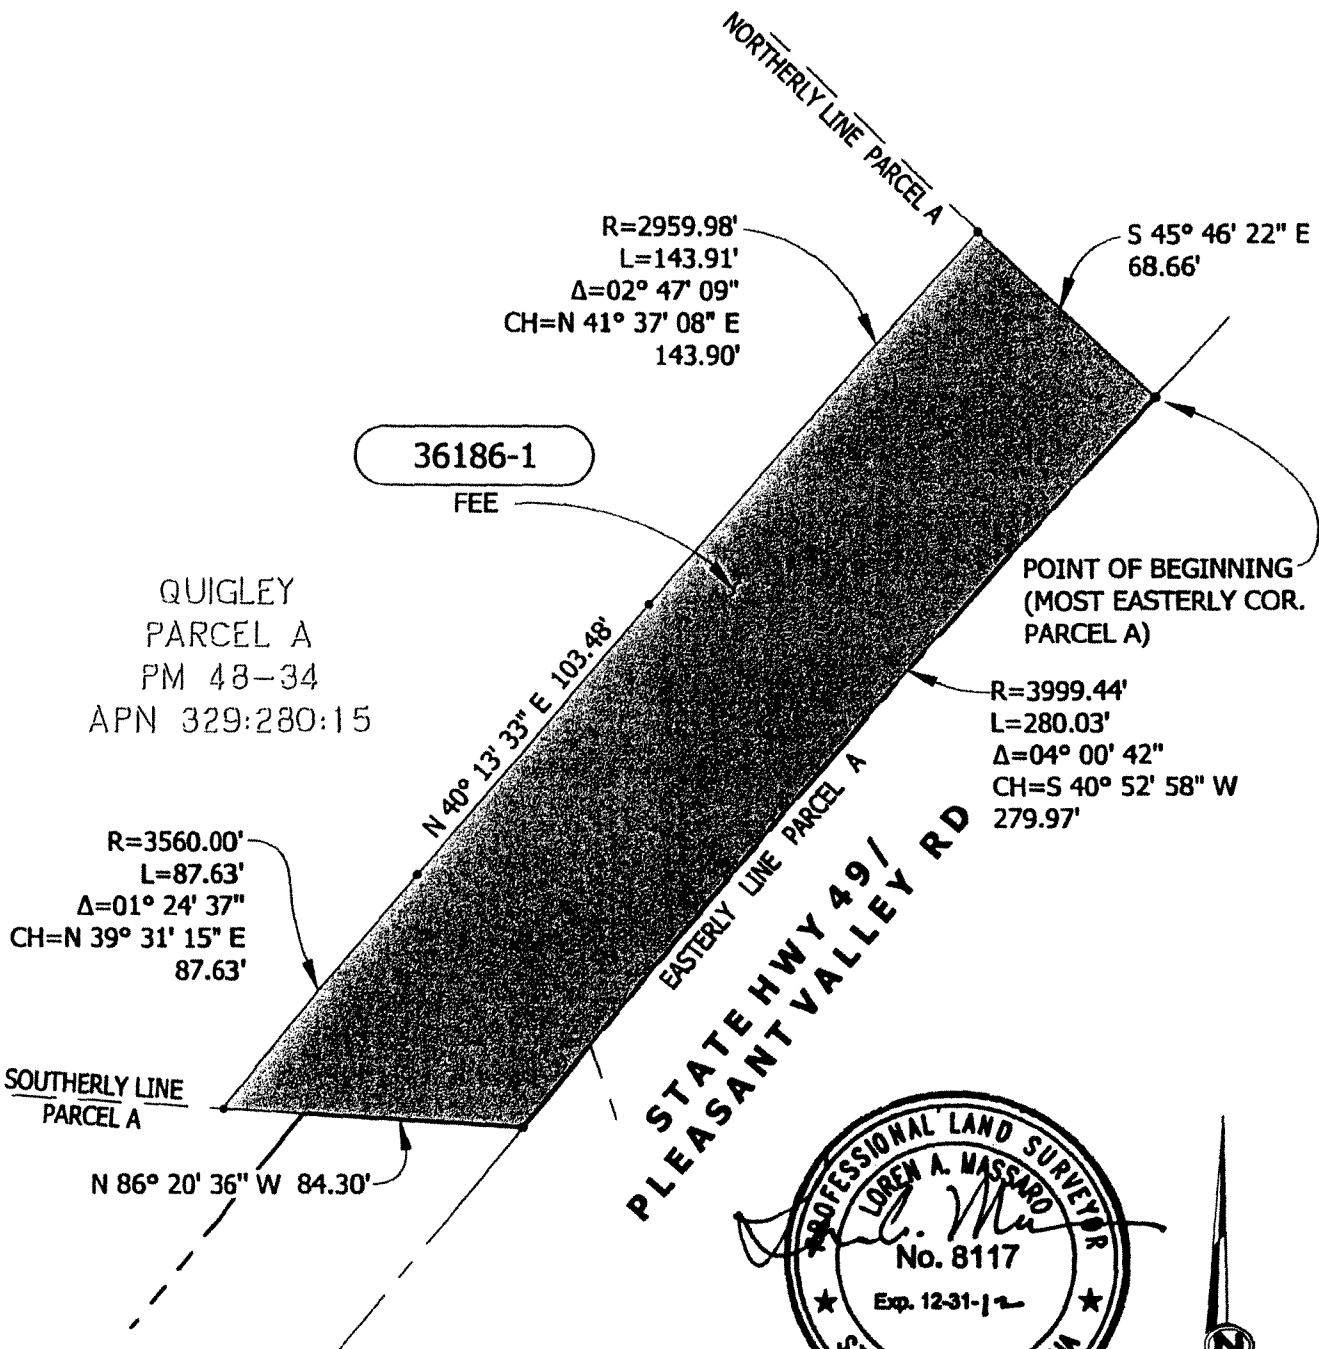 NORTHERLY LINE PARCEL A
R=2959.98'
L=143.91'
Δ=02° 47' 09"
CH=N 41° 37' 08" E
143.90'
S 45° 46' 22" E
68.66'
36186-1
FEE
QUIGLEY
PARCEL A
PM 48-34
APN 329:280:15
POINT OF BEGINNING
(MOST EASTERLY COR.
PARCEL A)
N 40° 13' 33" E 103.48'
R=3999.44'
L=280.03'
Δ=04° 00' 42"
CH=S 40° 52' 58" W
279.97'
EASTERLY LINE PARCEL A
R=3560.00'
L=87.63'
Δ=01° 24' 37"
CH=N 39° 31' 15" E
87.63'
STATE HWY 49/
PLEASANT VALLEY RD
SOUTHERLY LINE
PARCEL A
N 86° 20' 36" W 84.30'
PROFESSIONAL LAND SURVEYOR
LOREN A. MASSARO
No. 8117
Exp. 12-31-12
N